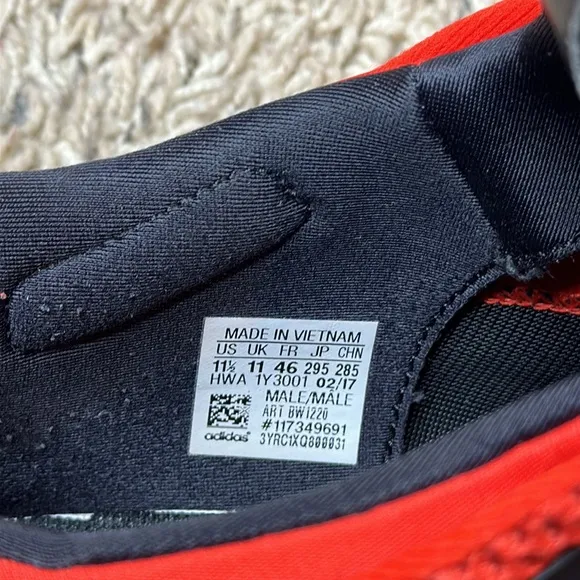 MADE IN VIETNAM
US UK FR JP CHN
11½ 11 46 295 285
HWA 1Y3001 02/17
MALE/MÂLE
ART BW1220
#117349691
adidas® 3YRC1XQ800031